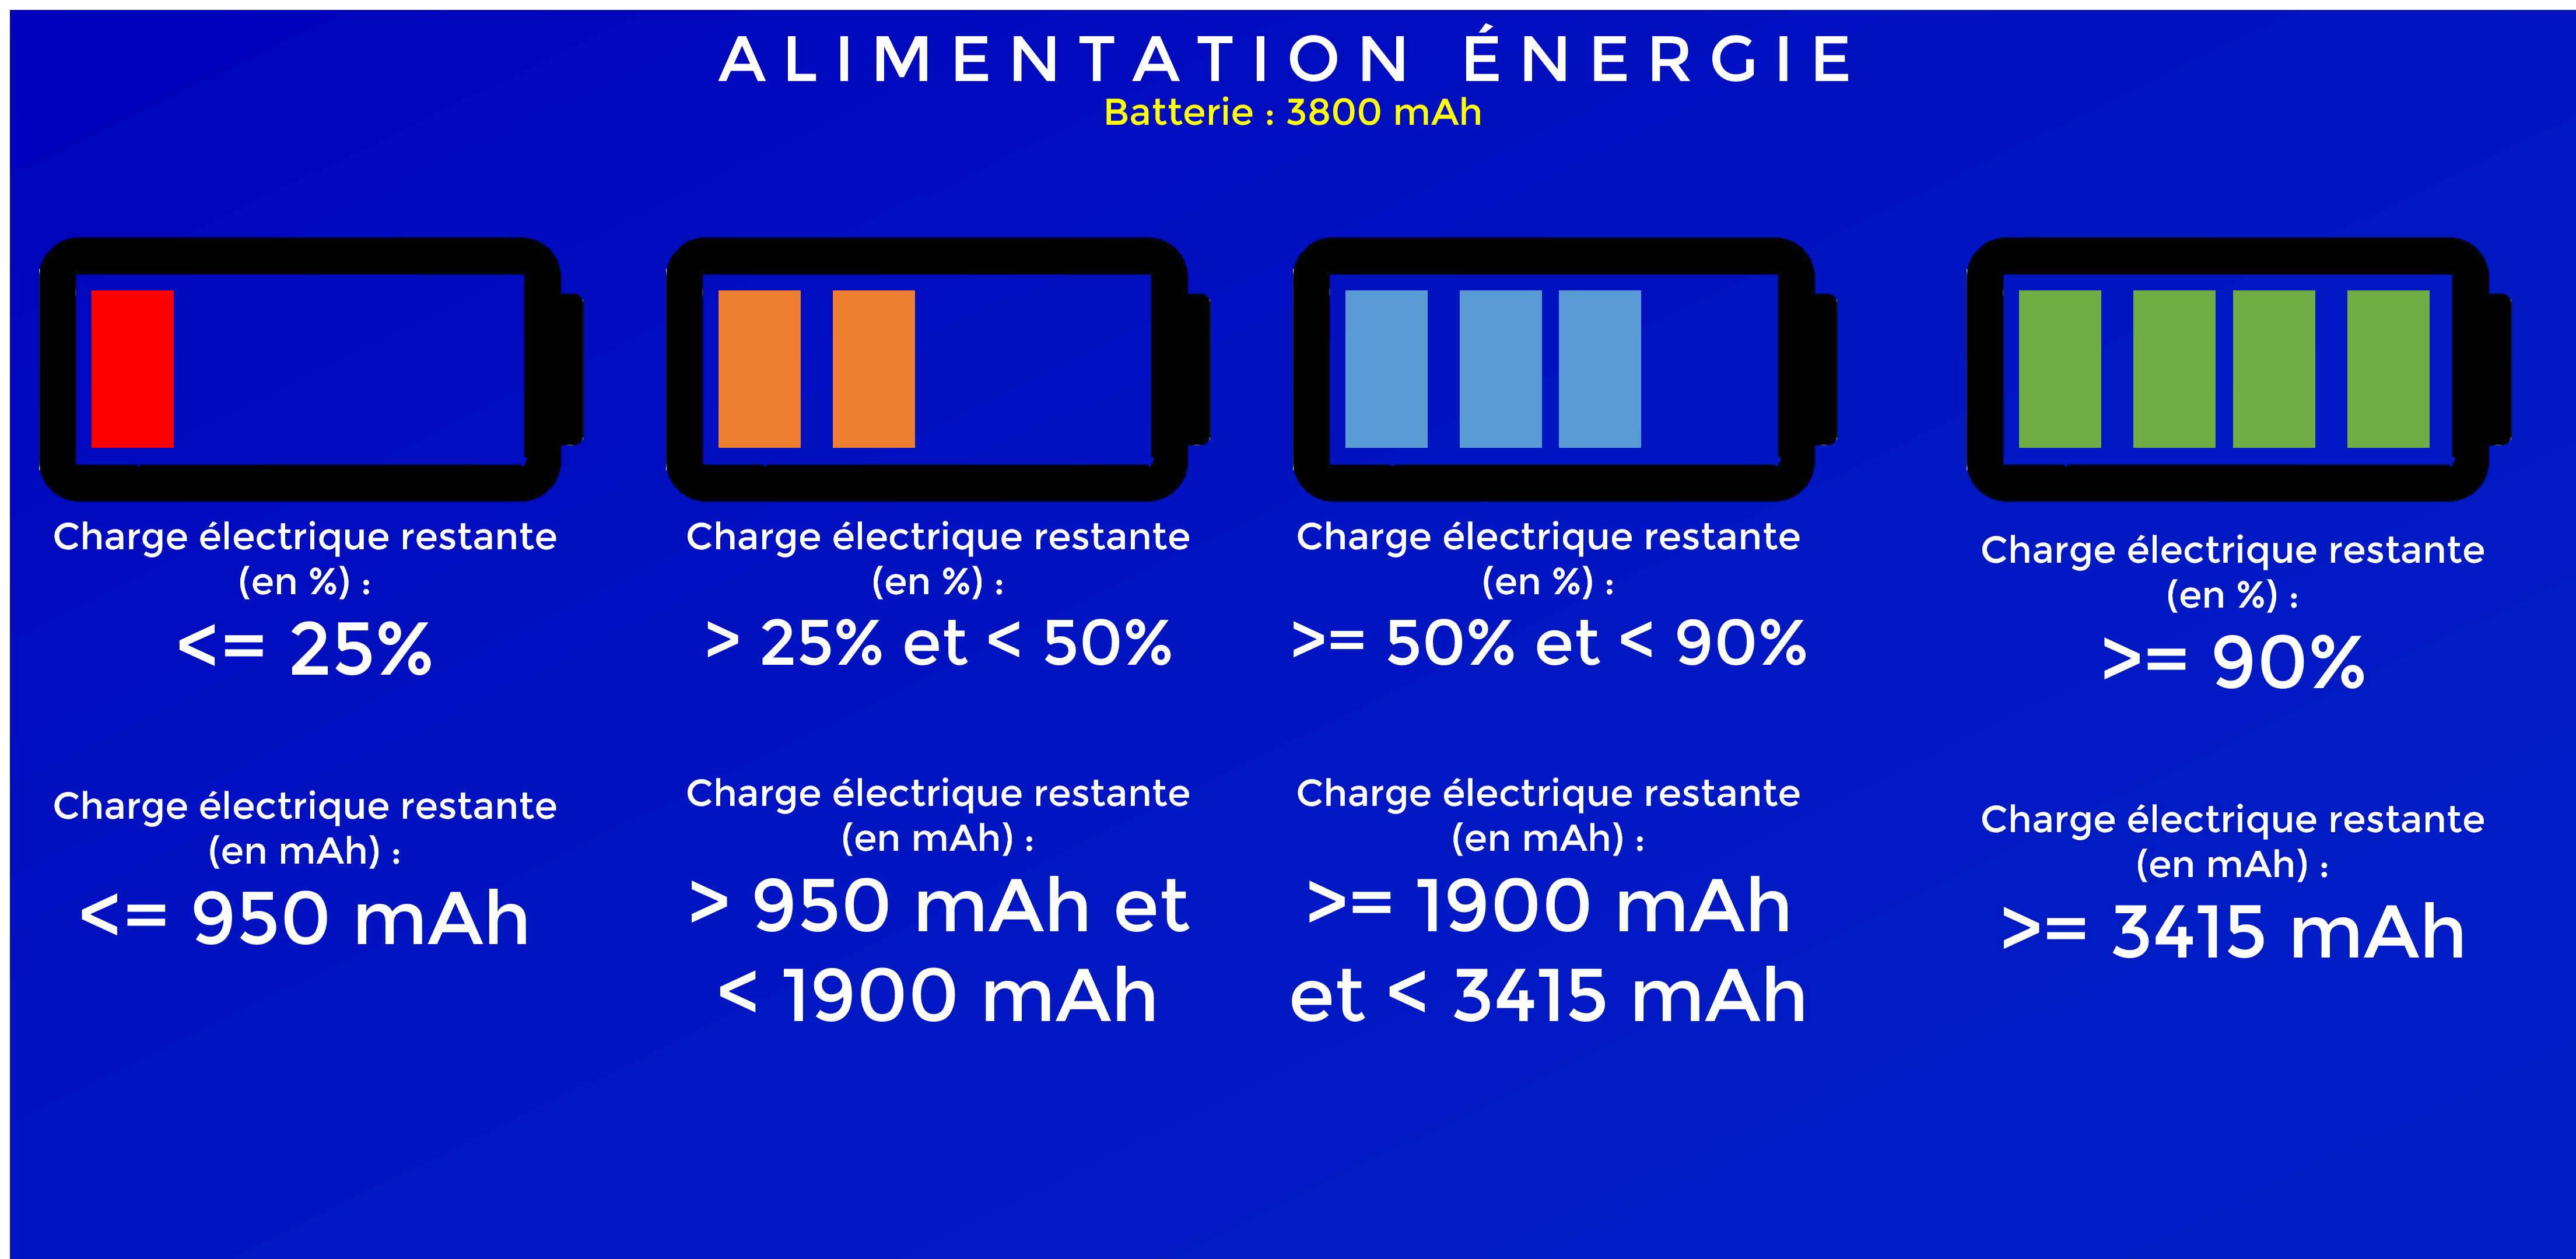 ALIMENTATION ÉNERGIE
Batterie : 3800 mAh
Charge électrique restante
(en %) :
<= 25%
Charge électrique restante
(en mAh) :
<= 950 mAh
Charge électrique restante
(en %) :
> 25% et < 50%
Charge électrique restante
(en mAh) :
> 950 mAh et
< 1900 mAh
Charge électrique restante
(en %) :
>= 50% et < 90%
Charge électrique restante
(en mAh) :
>= 1900 mAh
et < 3415 mAh
Charge électrique restante
(en %) :
>= 90%
Charge électrique restante
(en mAh) :
>= 3415 mAh